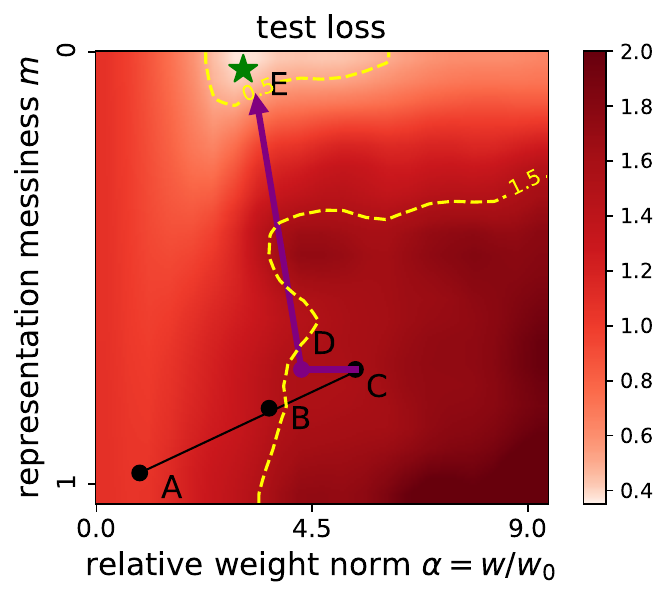 test loss
0
1
representation messiness m
E
0.5
1.5
D
C
B
A
0.0
4.5
9.0
relative weight norm α = w/w₀
2.0
1.8
1.6
1.4
1.2
1.0
0.8
0.6
0.4